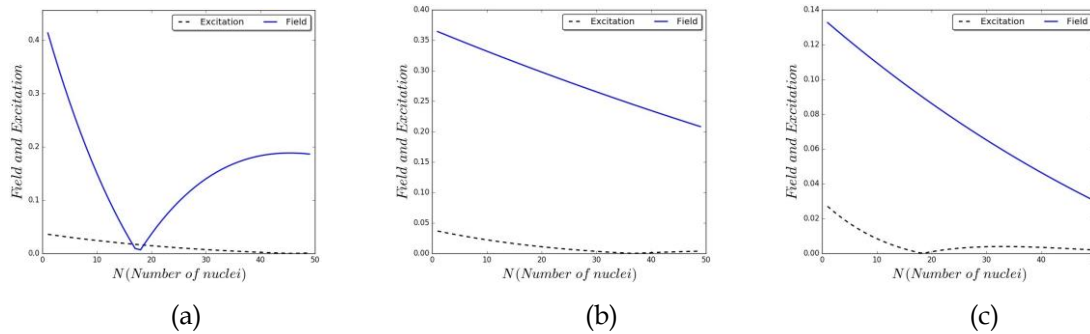 Excitation Field
0.4
0.3
0.2
0.1
0.0
0 10 20 30 40 50
Field and Excitation
N(Number of nuclei)
(a)
Excitation Field
0.40
0.35
0.30
0.25
0.20
0.15
0.10
0.05
0.00
0 10 20 30 40 50
Field and Excitation
N(Number of nuclei)
(b)
Excitation Field
0.14
0.12
0.10
0.08
0.06
0.04
0.02
0.00
0 10 20 30 40
Field and Excitation
N(Number of nuclei)
(c)